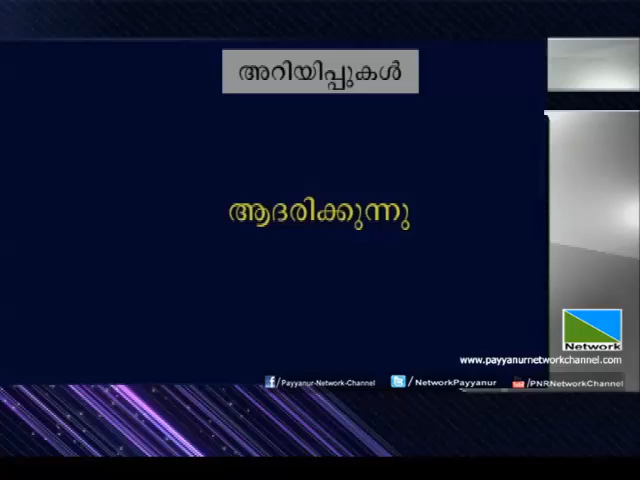 അറിയിപ്പുകൾ
ആദരിക്കുന്നു
Network
www.payyanurnetworkchannel.com
/Payyanur-Network-Channel /NetworkPayyanur /PNRNetworkChannel